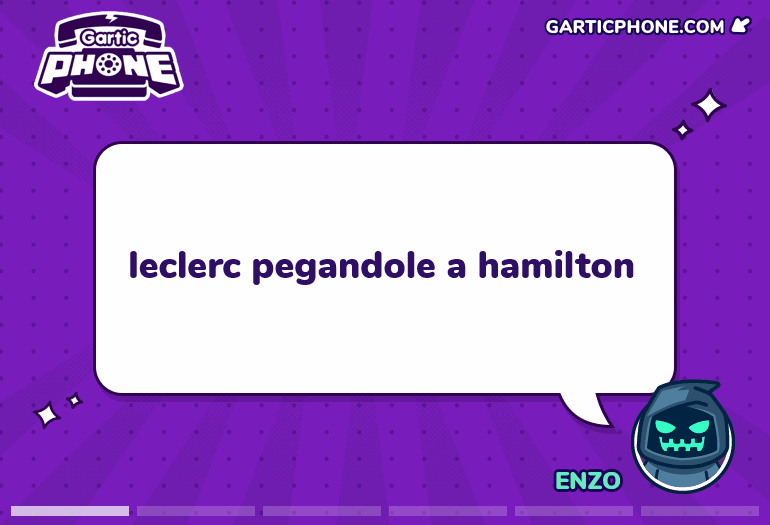 Gartic
PHONE
GARTICPHONE.COM
leclerc pegandole a hamilton
ENZO